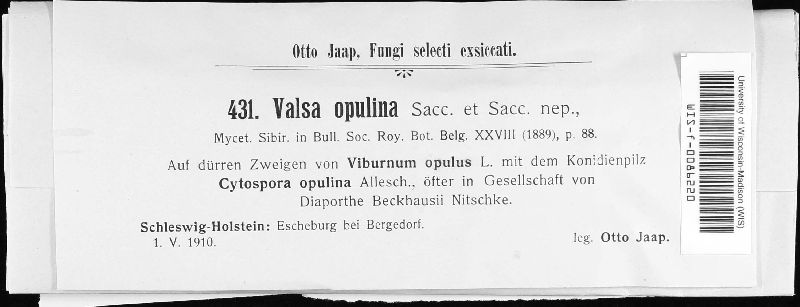 Otto Jaap, Fungi selecti exsiccati.
431. Valsa opulina Sacc. et Sacc. nep.,
Mycet. Sibir. in Bull. Soc. Roy. Bot. Belg. XXVIII (1889), p. 88.
Auf dürren Zweigen von Viburnum opulus L. mit dem Konidienpilz
Cytospora opulina Allesch., öfter in Gesellschaft von
Diaporthe Beckhausii Nitschke.
Schleswig-Holstein: Escheburg bei Bergedorf.
1. V. 1910.
leg. Otto Jaap.
University of Wisconsin-Madison (WIS)
WIS-f-0086220